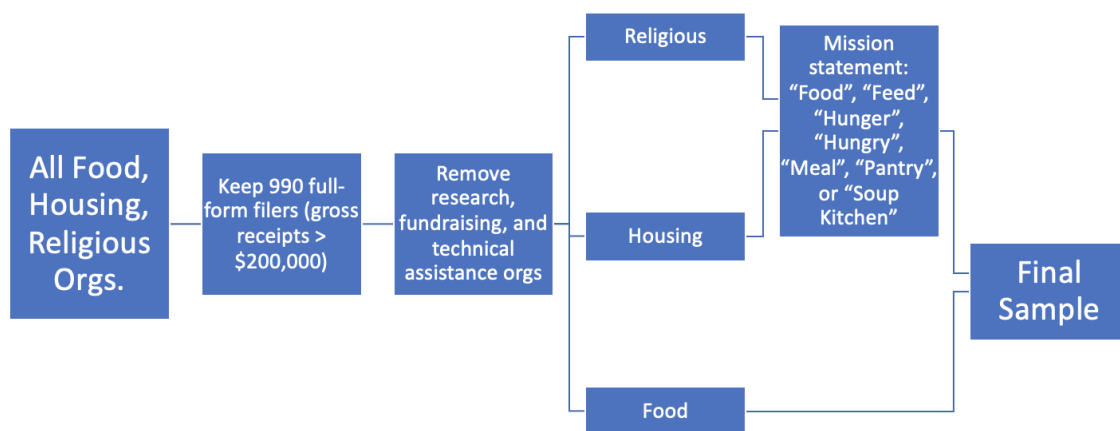 All Food,
Housing,
Religious
Orgs.
Keep 990 full-
form filers (gross
receipts >
$200,000)
Remove
research,
fundraising, and
technical
assistance orgs
Religious
Housing
Food
Mission
statement:
“Food”, “Feed”,
“Hunger”,
“Hungry”,
“Meal”, “Pantry”,
or “Soup
Kitchen”
Final
Sample